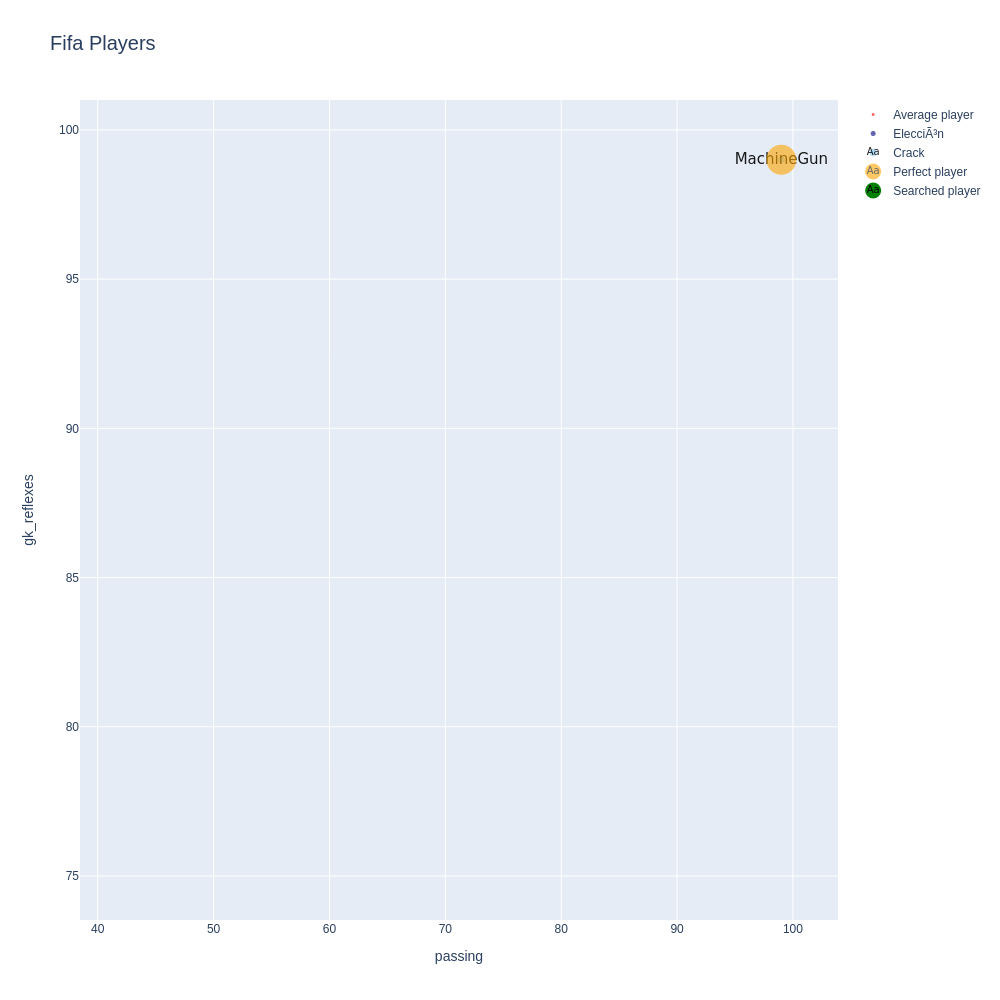 Fifa Players
100
95
90
85
80
75
gk_reflexes
MachineGun
40 50 60 70 80 90 100
passing
Average player
ElecciÃ³n
Aa Crack
Aa Perfect player
Aa Searched player